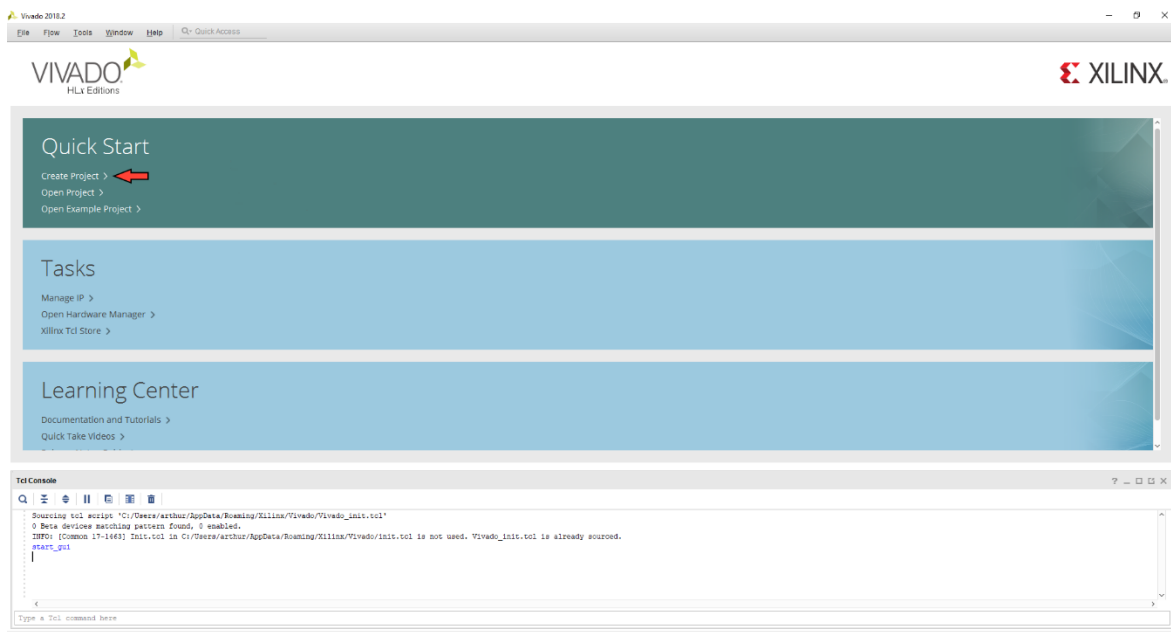 Vivado 2018.2
File Flow Tools Window Help Quick Access
VIVADO.
HLx Editions
XILINX
Quick Start
Create Project >
Open Project >
Open Example Project >
Tasks
Manage IP >
Open Hardware Manager >
Xilinx Tcl Store >
Learning Center
Documentation and Tutorials >
Quick Take Videos >
Tcl Console
Sourcing tcl script 'C:/Users/arthur/AppData/Roaming/Xilinx/Vivado/Vivado_init.tcl'
0 Beta devices matching pattern found, 0 enabled.
INFO: [Common 17-1463] Init.tcl in C:/Users/arthur/AppData/Roaming/Xilinx/Vivado/init.tcl is not used. Vivado_init.tcl is already sourced.
start_gui
Type a Tcl command here